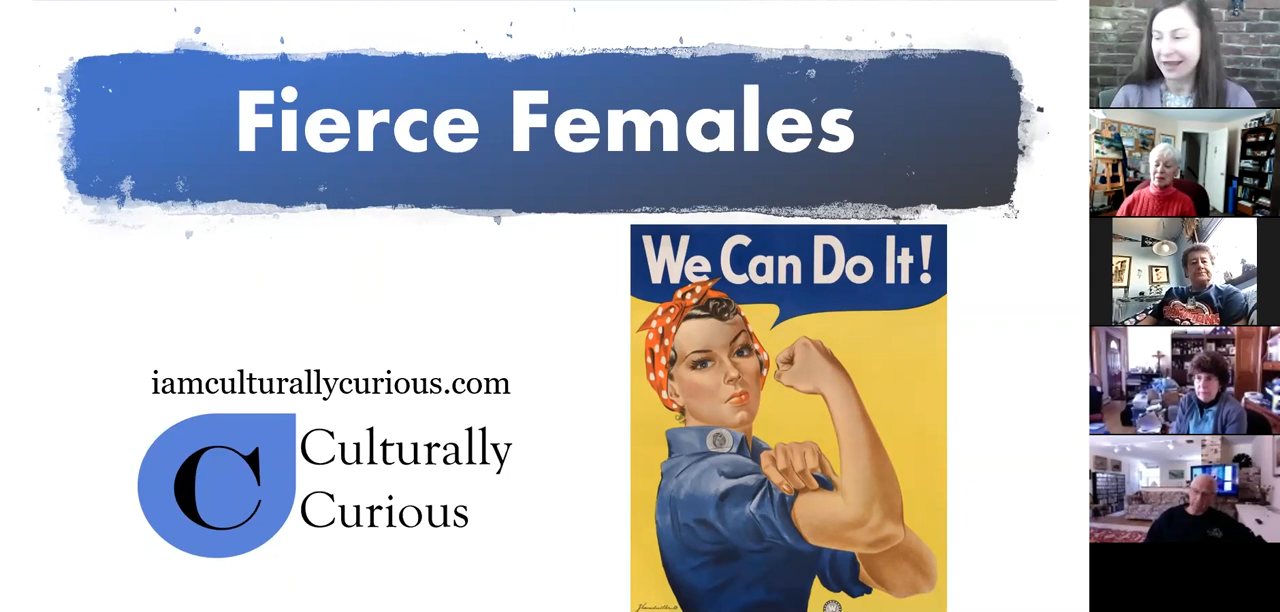 Fierce Females
We Can Do It!
iamculturallycurious.com
C
Culturally
Curious